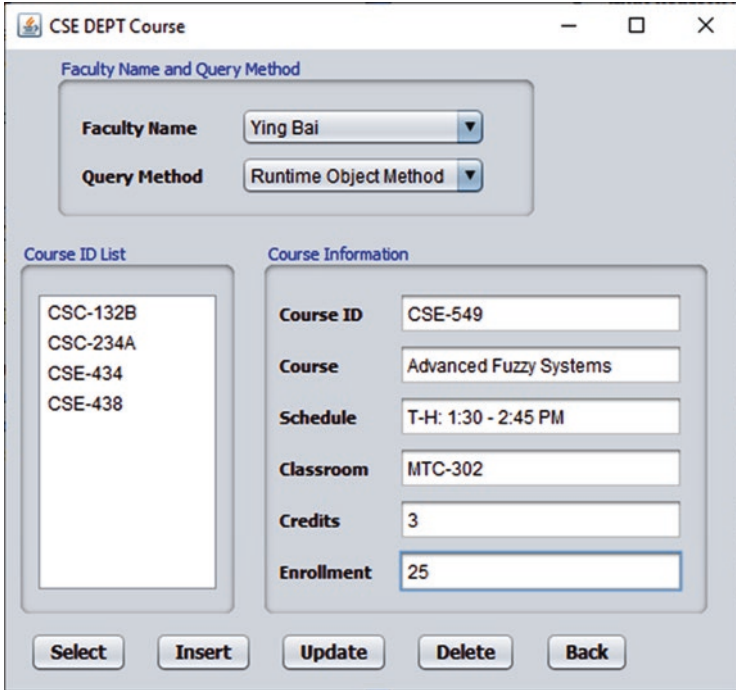 CSE DEPT Course
Faculty Name and Query Method
Faculty Name Ying Bai
Query Method Runtime Object Method
Course ID List
CSC-132B
CSC-234A
CSE-434
CSE-438
Course Information
Course ID CSE-549
Course Advanced Fuzzy Systems
Schedule T-H: 1:30 - 2:45 PM
Classroom MTC-302
Credits 3
Enrollment 25
Select Insert Update Delete Back